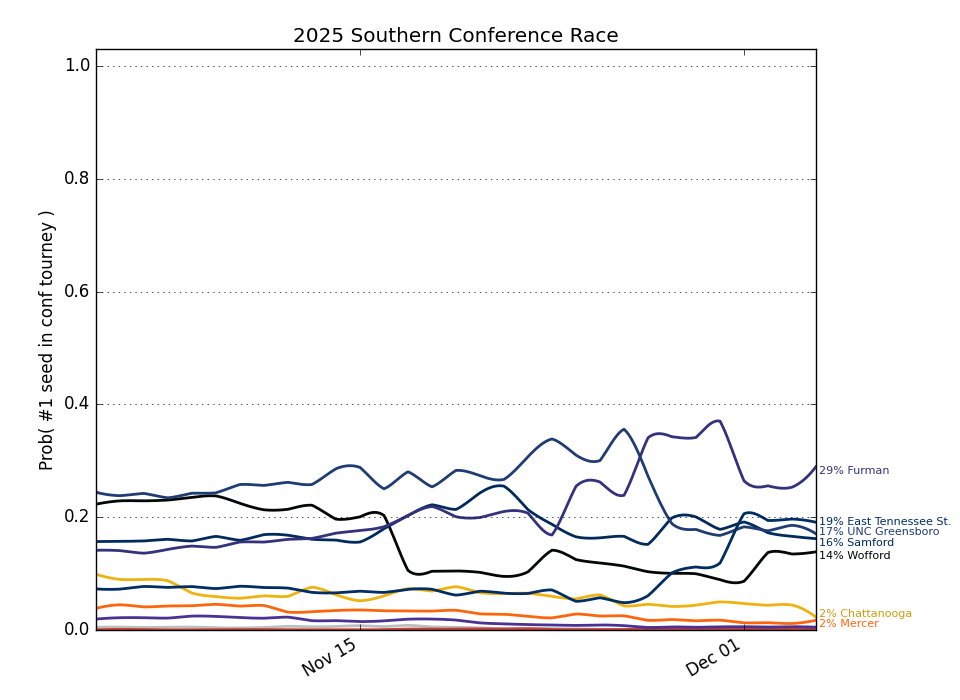 2025 Southern Conference Race
Prob( #1 seed in conf tourney )
1.0
0.8
0.6
0.4
0.2
0.0
Nov 15
Dec 01
29% Furman
19% East Tennessee St.
17% UNC Greensboro
16% Samford
14% Wofford
2% Chattanooga
2% Mercer